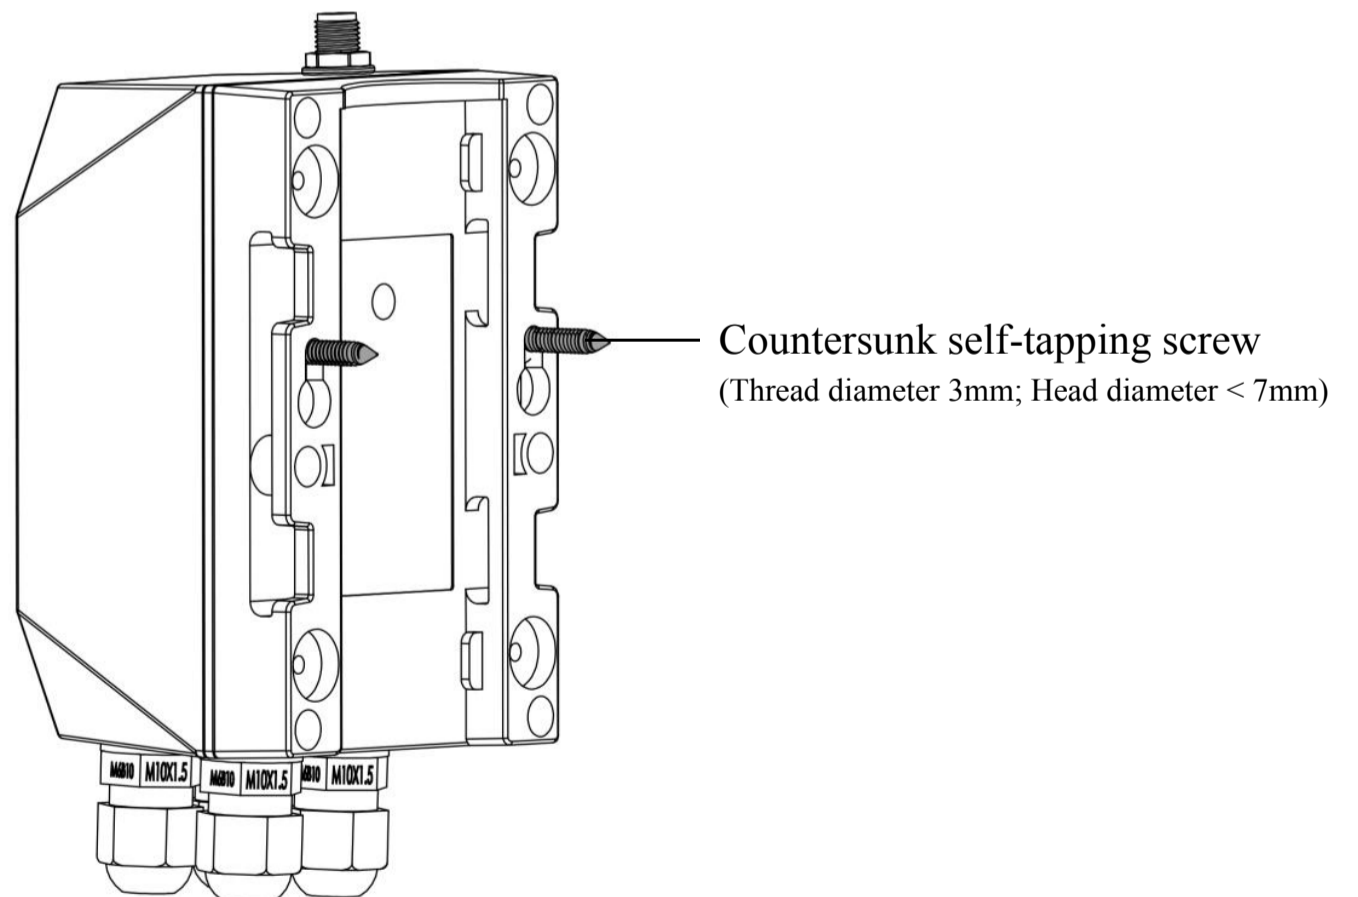 Countersunk self-tapping screw
(Thread diameter 3mm; Head diameter < 7mm)
M10X1.5
M10X1.5
M10X1.5